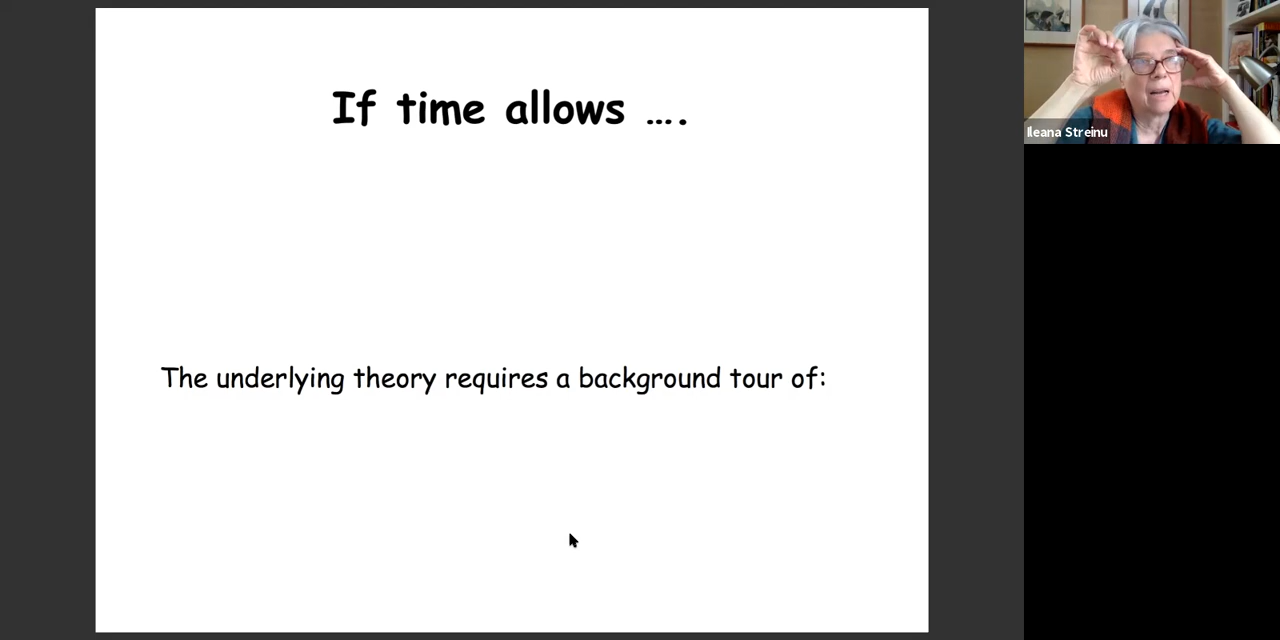 If time allows ....
The underlying theory requires a background tour of:
Ileana Streinu